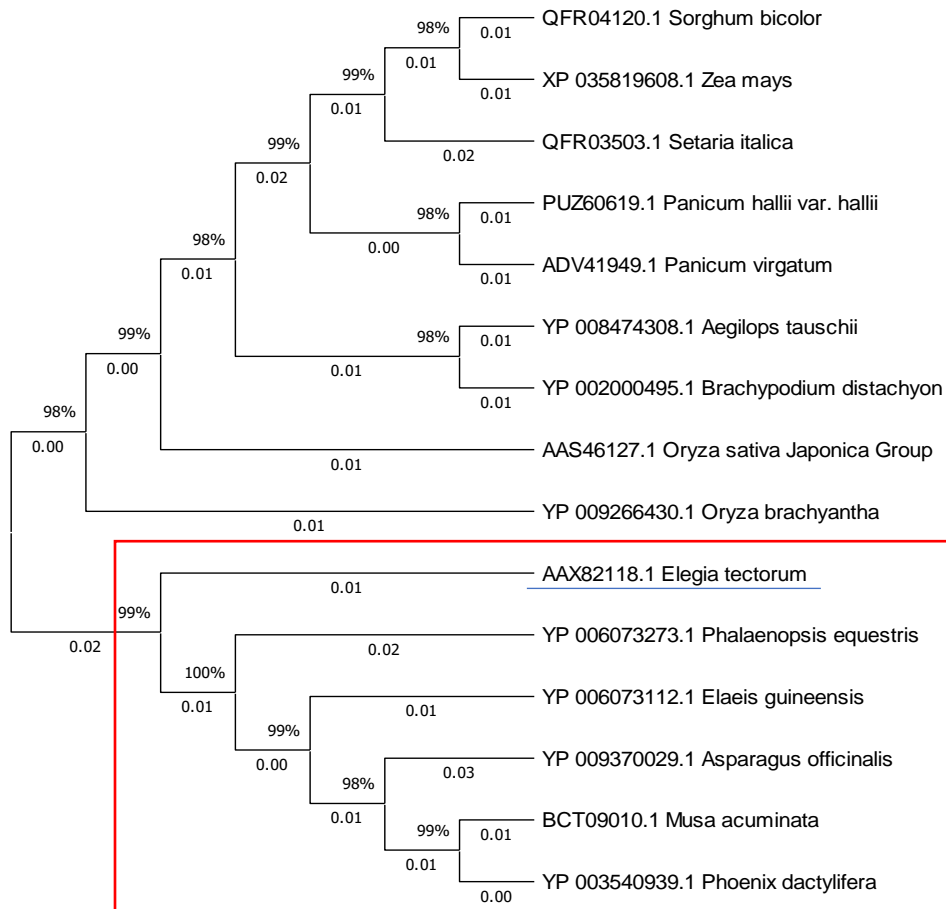 98%
0.01
QFR04120.1 Sorghum bicolor
99%
0.01
0.01
XP 035819608.1 Zea mays
99%
0.01
0.02
QFR03503.1 Setaria italica
98%
0.02
98%
0.01
PUZ60619.1 Panicum hallii var. hallii
0.00
0.01
ADV41949.1 Panicum virgatum
99%
0.01
98%
0.01
YP 008474308.1 Aegilops tauschii
98%
0.00
0.01
0.01
YP 002000495.1 Brachypodium distachyon
0.00
0.01
AAS46127.1 Oryza sativa Japonica Group
0.01
YP 009266430.1 Oryza brachyantha
99%
0.01
AAX82118.1 Elegia tectorum
0.02
100%
0.02
YP 006073273.1 Phalaenopsis equestris
0.01
99%
0.01
YP 006073112.1 Elaeis guineensis
0.00
98%
0.03
YP 009370029.1 Asparagus officinalis
0.01
99%
0.01
BCT09010.1 Musa acuminata
0.01
0.00
YP 003540939.1 Phoenix dactylifera